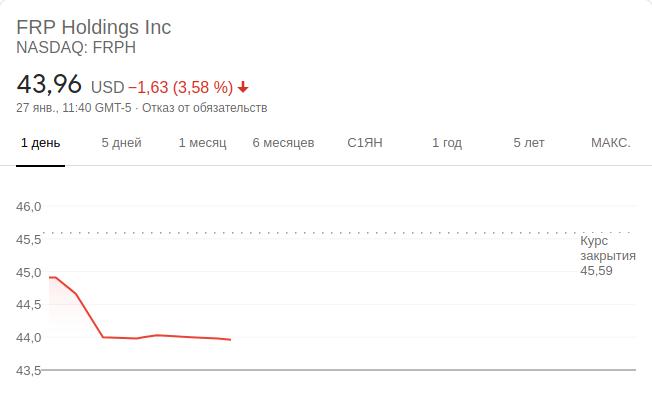 FRP Holdings Inc
NASDAQ: FRPH
43,96 USD −1,63 (3,58 %)
27 янв., 11:40 GMT-5 · Отказ от обязательств
1 день 5 дней 1 месяц 6 месяцев С1ЯН 1 год 5 лет МАКС.
46,0
45,5
Курс
закрытия
45,59
45,0
44,5
44,0
43,5